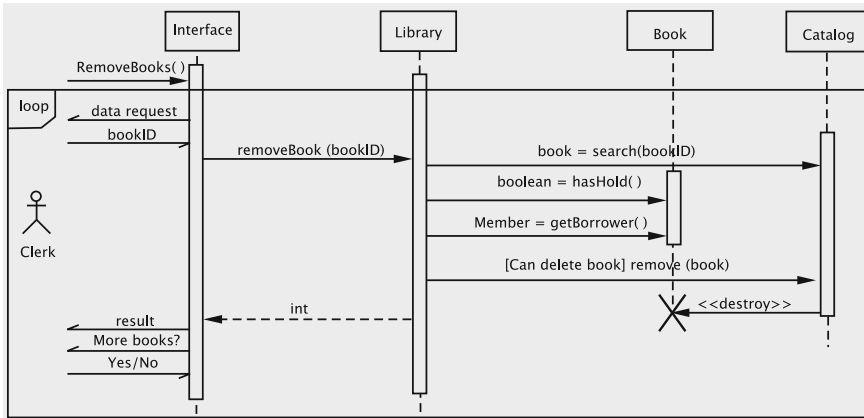 Interface
Library
Book
Catalog
RemoveBooks( )
loop
data request
bookID
removeBook (bookID)
book = search(bookID)
boolean = hasHold( )
Member = getBorrower( )
Clerk
[Can delete book] remove (book)
int
<<destroy>>
result
More books?
Yes/No